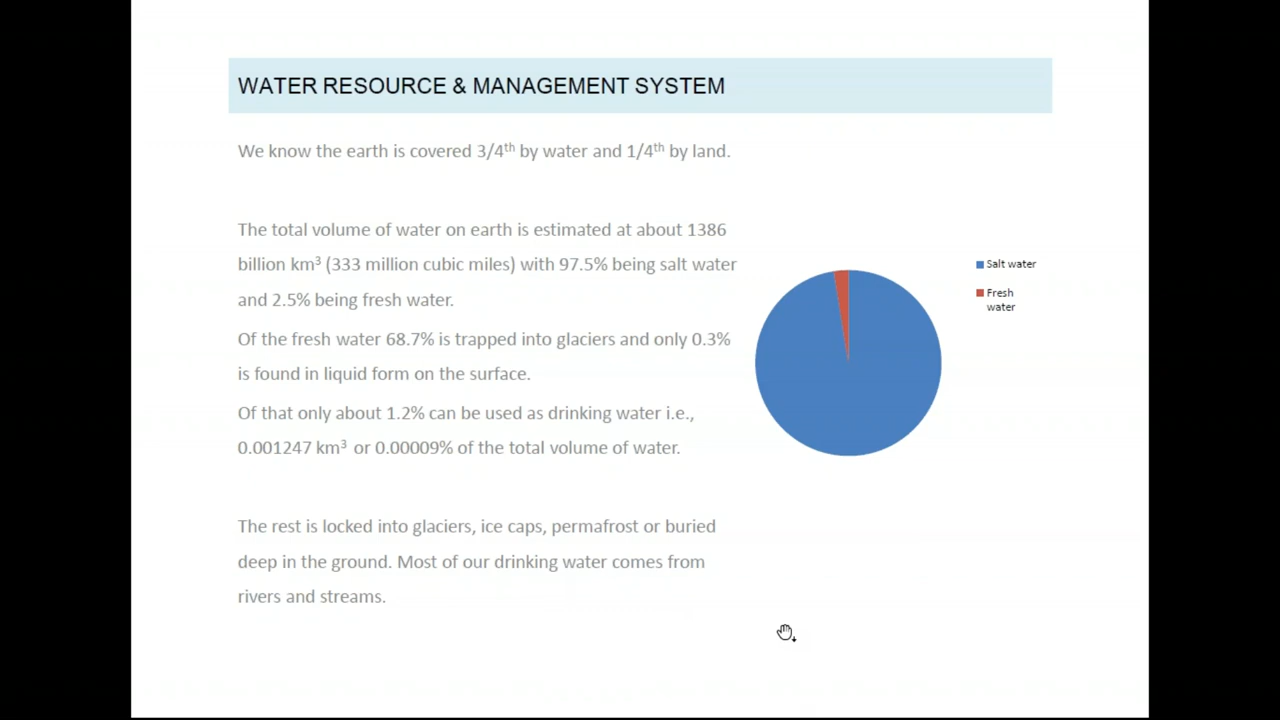 WATER RESOURCE & MANAGEMENT SYSTEM
We know the earth is covered 3/4th by water and 1/4th by land.
The total volume of water on earth is estimated at about 1386
billion km³ (333 million cubic miles) with 97.5% being salt water
and 2.5% being fresh water.
Of the fresh water 68.7% is trapped into glaciers and only 0.3%
is found in liquid form on the surface.
Of that only about 1.2% can be used as drinking water i.e.,
0.001247 km³ or 0.00009% of the total volume of water.
The rest is locked into glaciers, ice caps, permafrost or buried
deep in the ground. Most of our drinking water comes from
rivers and streams.
Salt water
Fresh
water